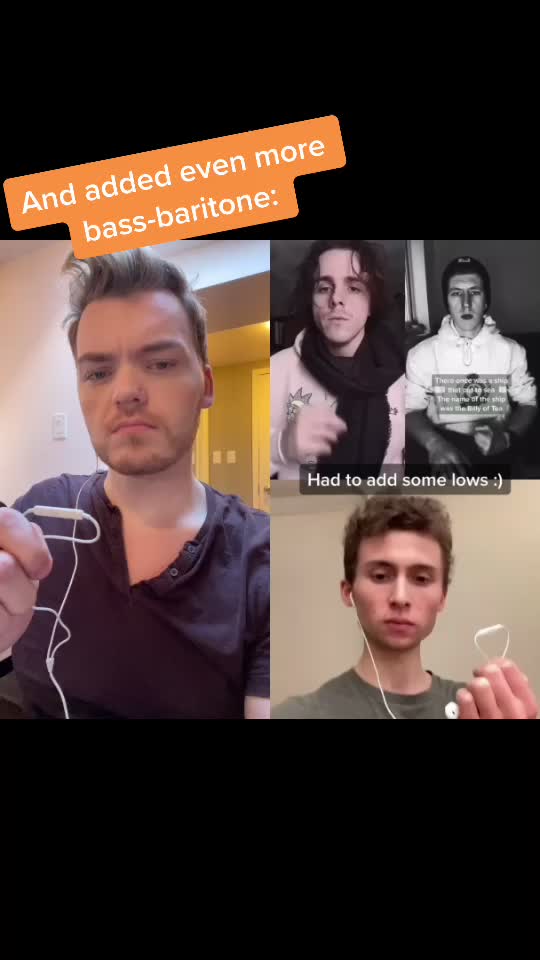 And added even more
bass-baritone:
There once was a ship
that put to sea
The name of the ship
was the Billy of Tea
Had to add some lows :)